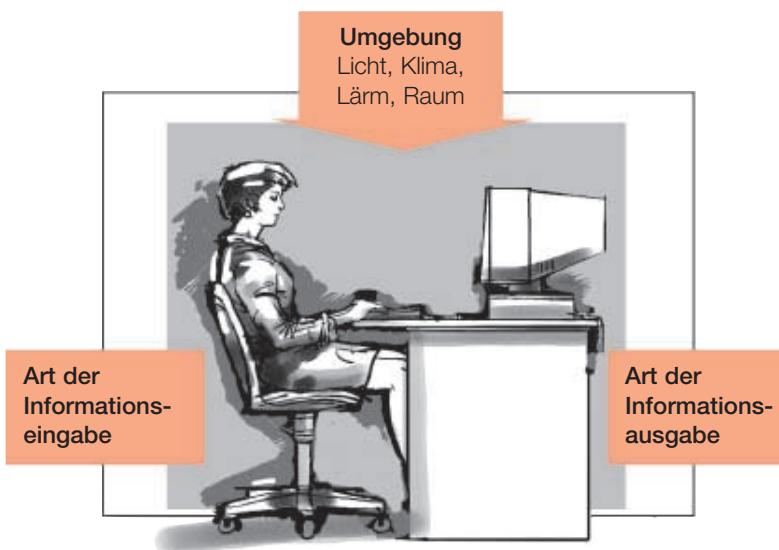 Umgebung
Licht, Klima,
Lärm, Raum
Art der
Informations-
eingabe
Art der
Informations-
ausgabe